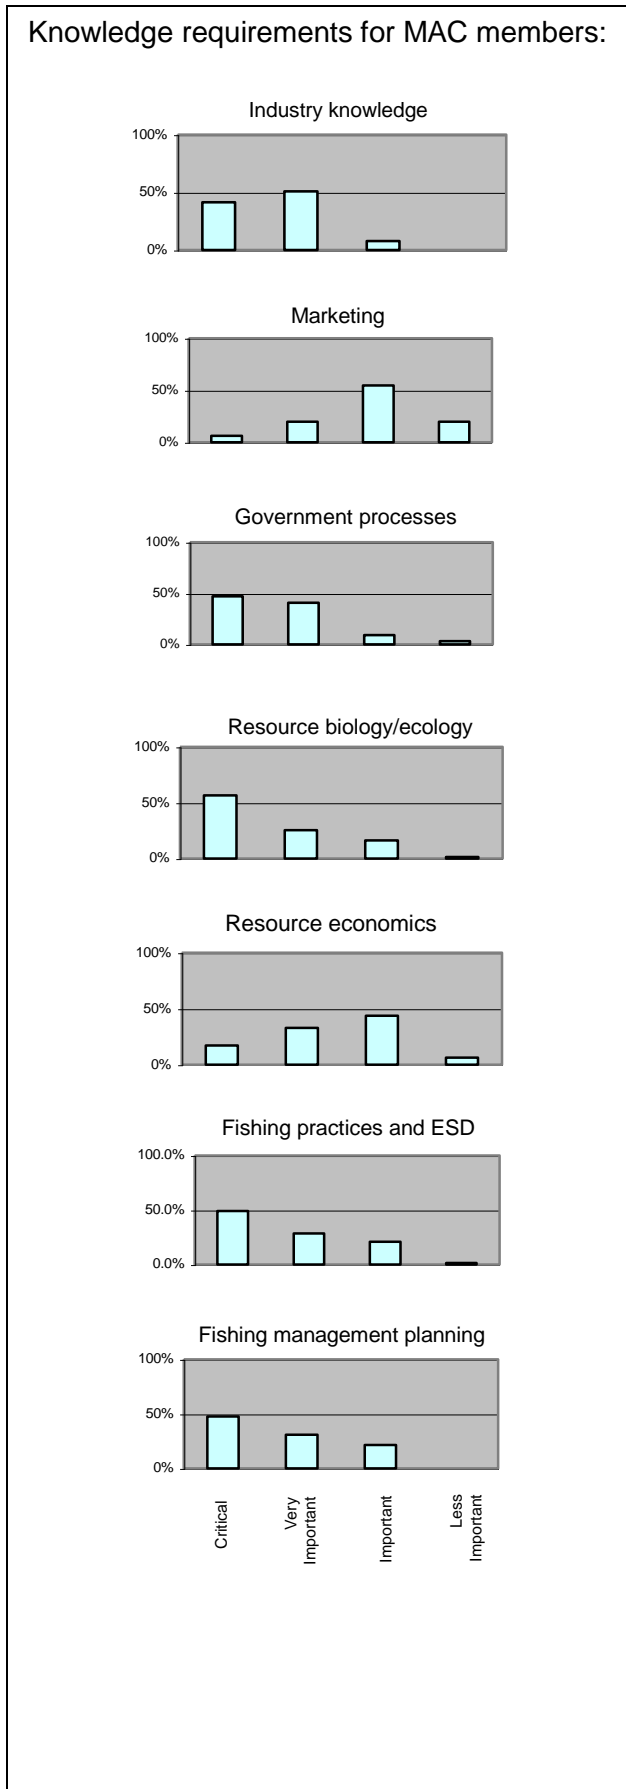 Knowledge requirements for MAC members:
Industry knowledge
100%
50%
0%
Marketing
100%
50%
0%
Government processes
100%
50%
0%
Resource biology/ecology
100%
50%
0%
Resource economics
100%
50%
0%
Fishing practices and ESD
100.0%
50.0%
0.0%
Fishing management planning
100%
50%
0%
Critical
Very
Important
Important
Less
Important